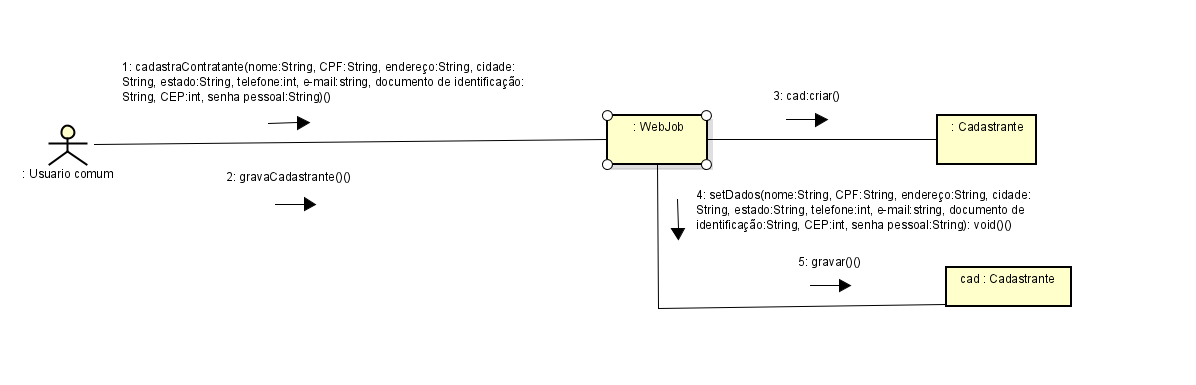 1: cadastraContratante(nome:String, CPF:String, endereço:String, cidade:
String, estado:String, telefone:int, e-mail:string, documento de identificação:
String, CEP:int, senha pessoal:String)()
3: cad:criar()
: WebJob
: Cadastrante
: Usuario comum
2: gravaCadastrante()()
4: setDados(nome:String, CPF:String, endereço:String, cidade:
String, estado:String, telefone:int, e-mail:string, documento de
identificação:String, CEP:int, senha pessoal:String): void()()
5: gravar()()
cad : Cadastrante